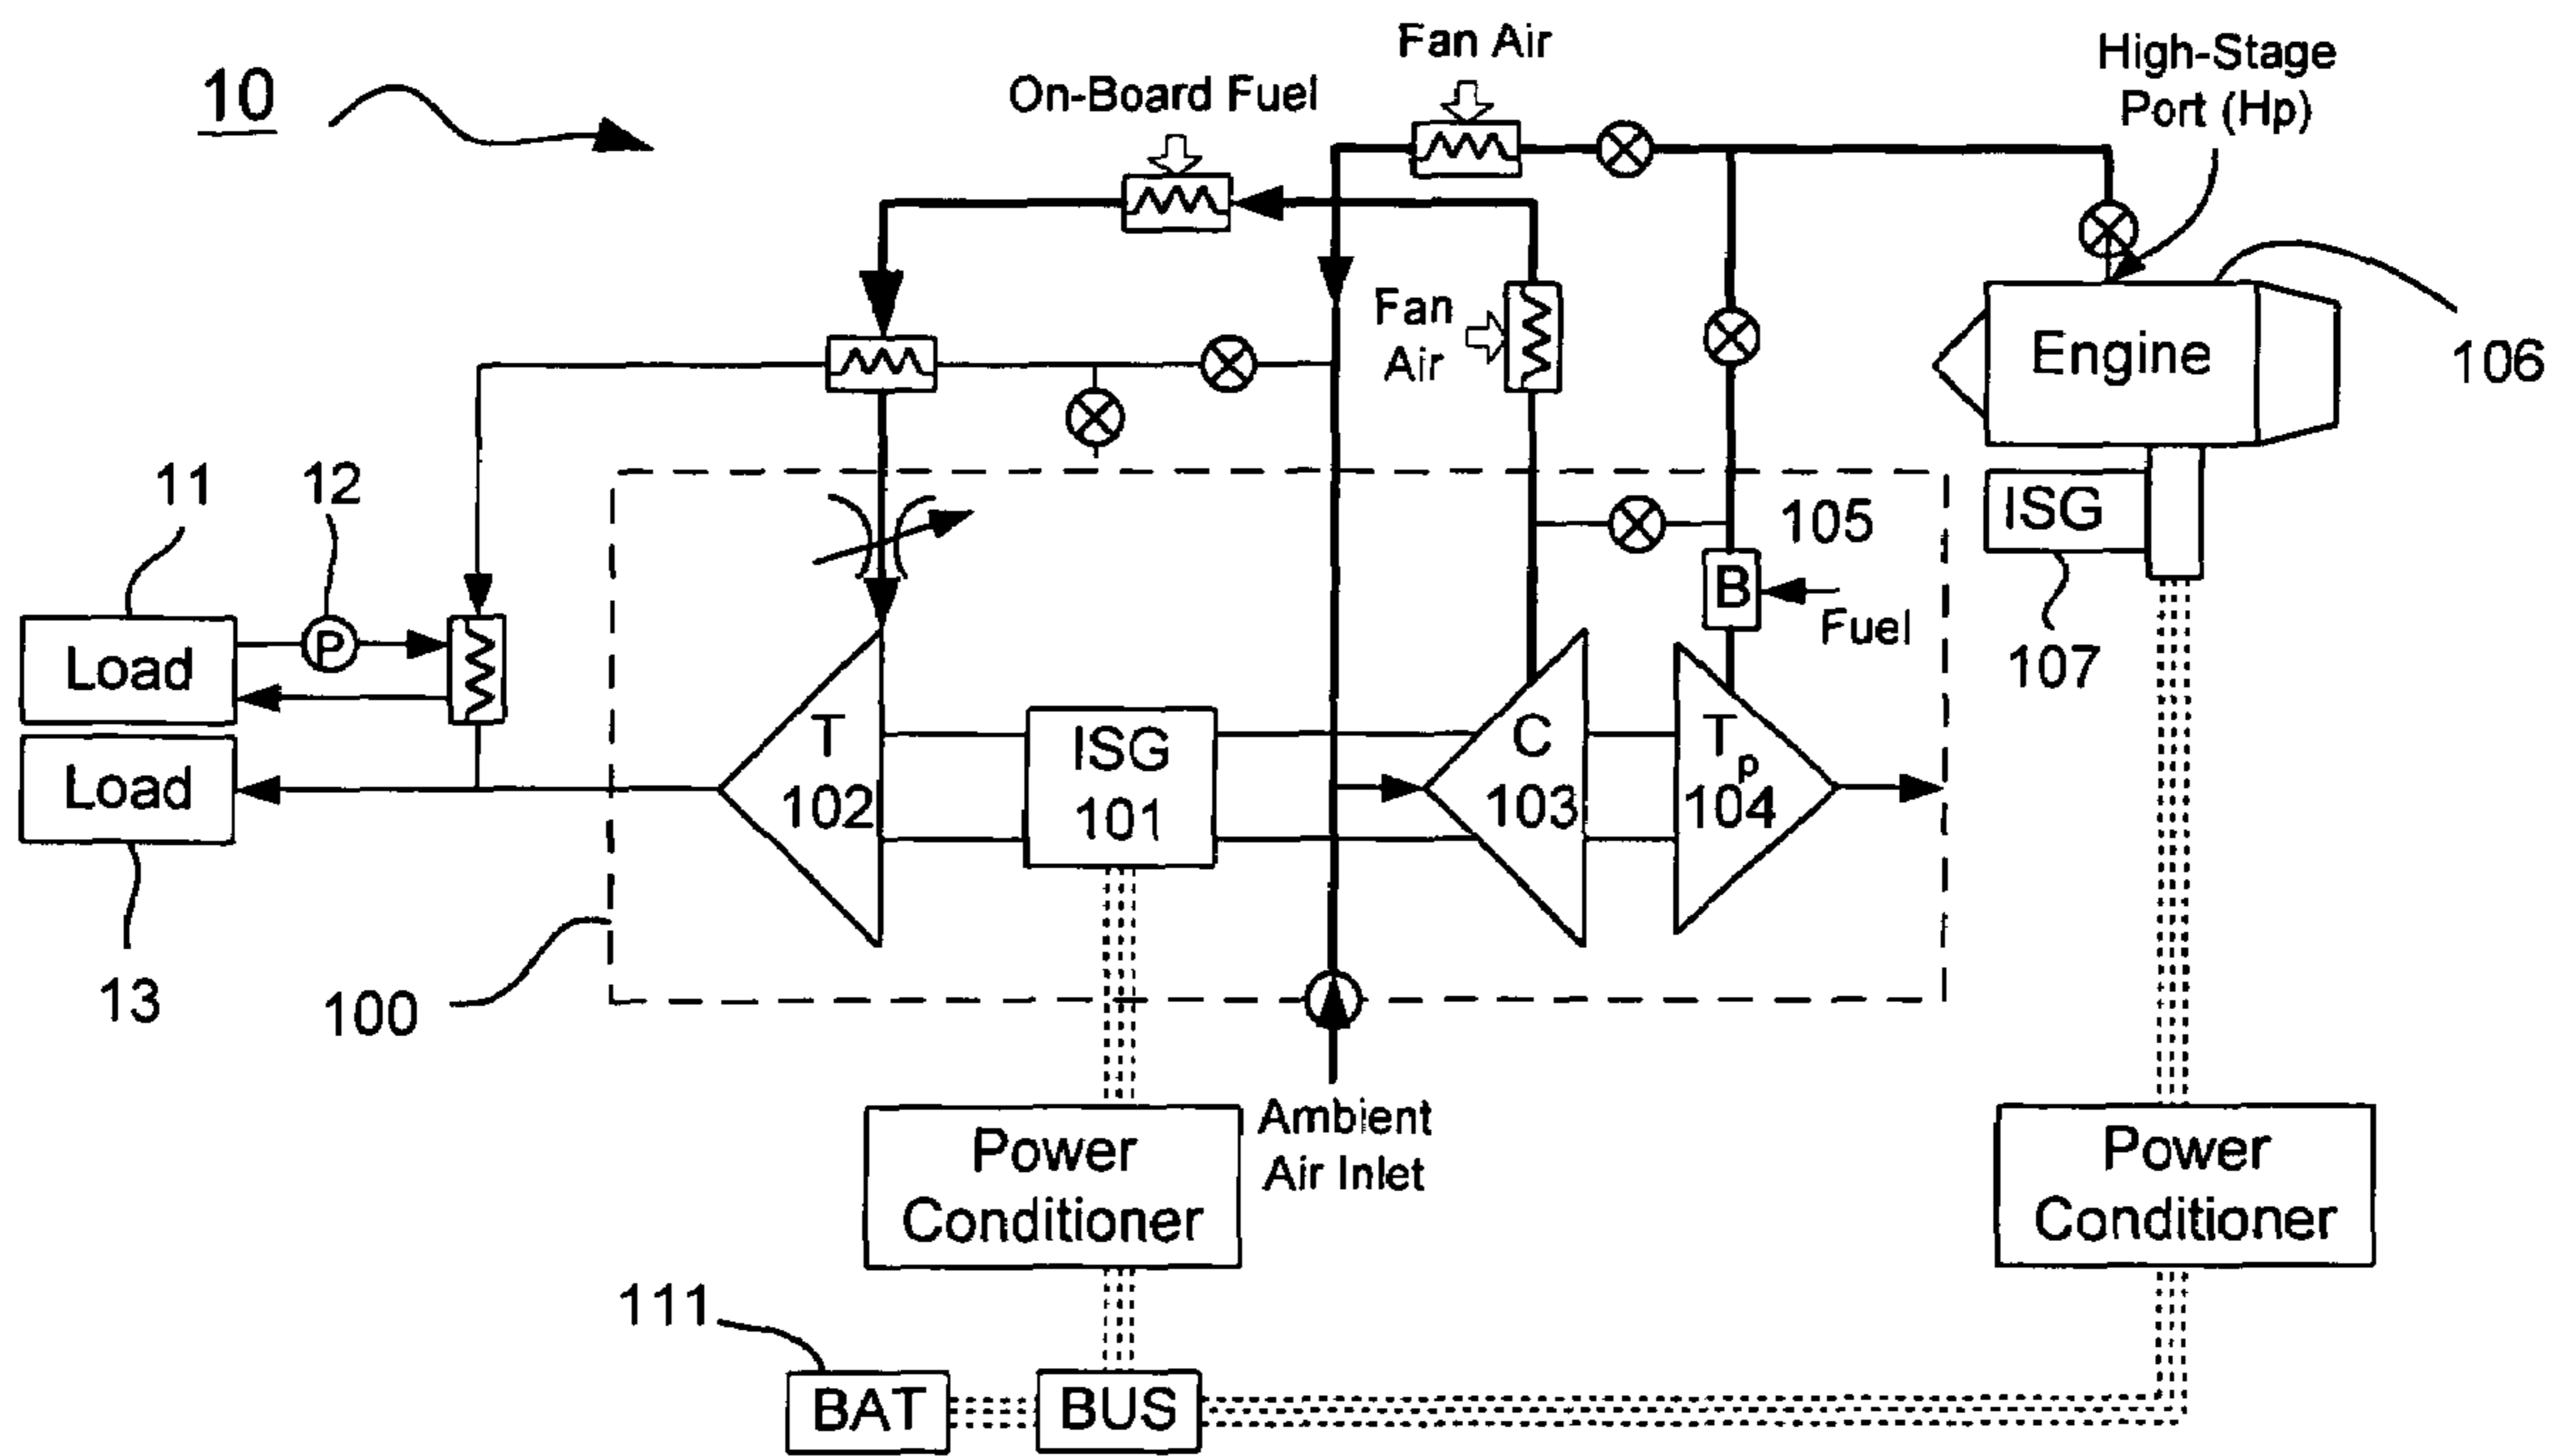 10
Fan Air
On-Board Fuel
High-Stage
Port (Hp)
Fan
Air
Engine
106
11
12
105
ISG
107
B
Fuel
P
Load
Load
13
100
T
102
ISG
101
C
103
Tp
104
Ambient
Air Inlet
Power
Conditioner
Power
Conditioner
111
BAT
BUS